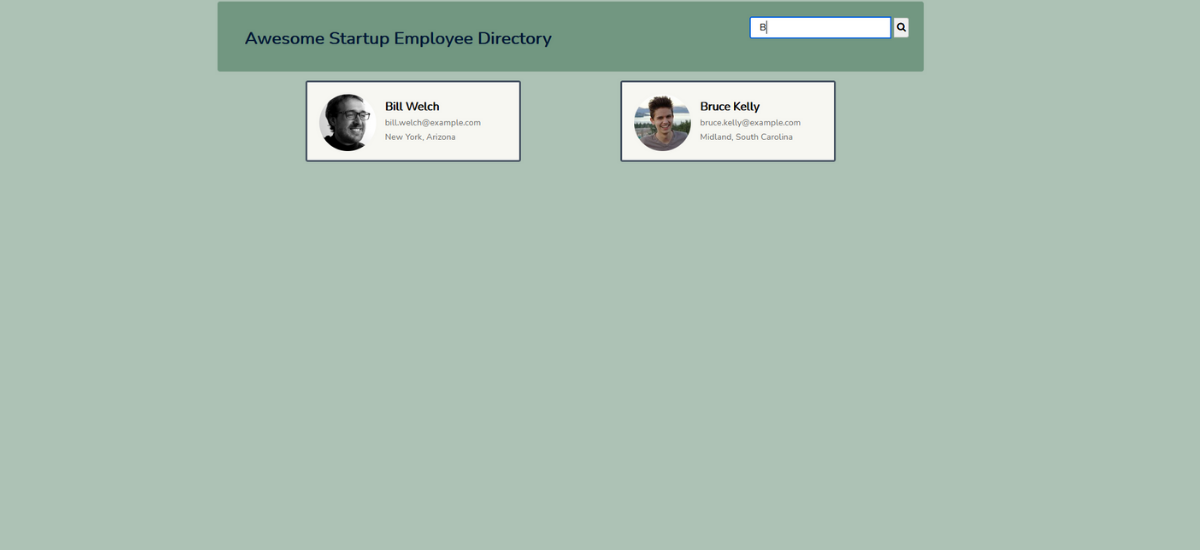 Awesome Startup Employee Directory
B
Bill Welch
bill.welch@example.com
New York, Arizona
Bruce Kelly
bruce.kelly@example.com
Midland, South Carolina